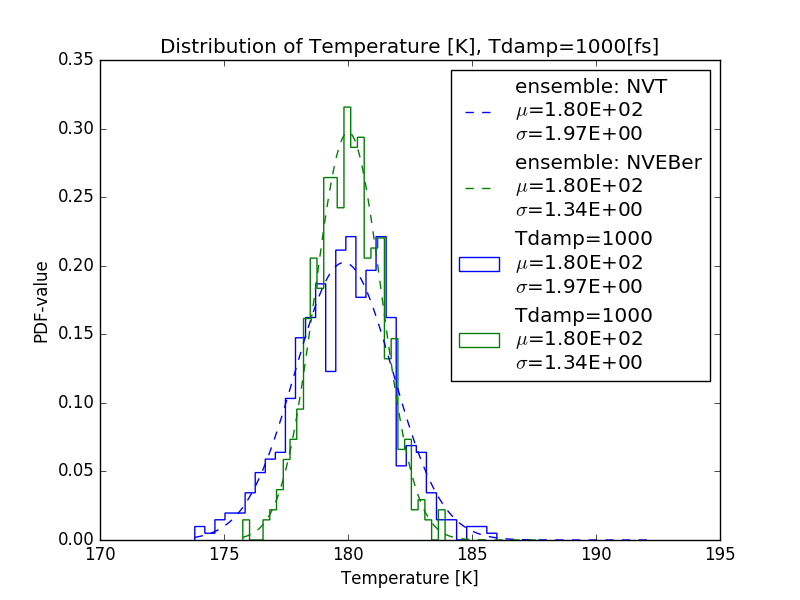 Distribution of Temperature [K], Tdamp=1000[fs]
0.35
0.30
0.25
0.20
0.15
0.10
0.05
0.00
PDF-value
170
175
180
185
190
195
Temperature [K]
ensemble: NVT
μ=1.80E+02
σ=1.97E+00
ensemble: NVEBer
μ=1.80E+02
σ=1.34E+00
Tdamp=1000
μ=1.80E+02
σ=1.97E+00
Tdamp=1000
μ=1.80E+02
σ=1.34E+00